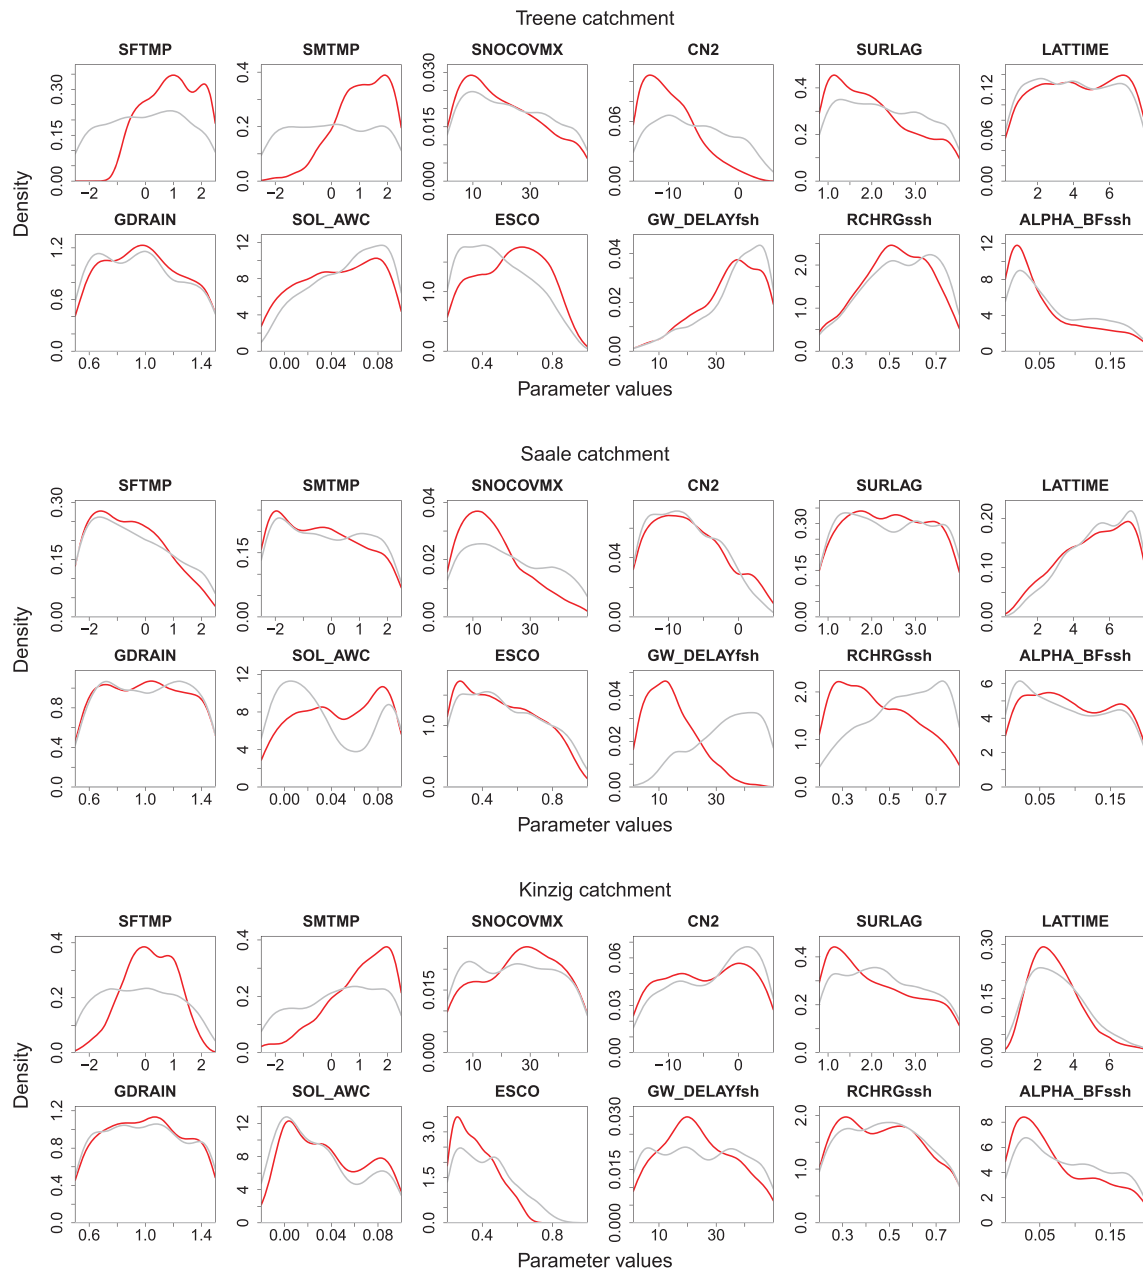 Treene catchment
SFTMP SMTMP SNOCOVMX CN2 SURLAG LATTIME
0.00 0.15 0.30 0.0 0.2 0.4 0.000 0.015 0.030 0.00 0.06 0.0 0.2 0.4 0.00 0.06 0.12
−2 0 1 2 −2 0 1 2 10 30 −10 0 1.0 2.0 3.0 2 4 6
Density
GDRAIN SOL_AWC ESCO GW_DELAYfsh RCHRGssh ALPHA_BFssh
0.0 0.6 1.2 0 4 8 12 0.0 1.0 0.00 0.02 0.04 0.0 1.0 2.0 0 4 8 12
0.6 1.0 1.4 0.00 0.04 0.08 0.4 0.8 10 30 0.3 0.5 0.7 0.05 0.15
Parameter values
Saale catchment
SFTMP SMTMP SNOCOVMX CN2 SURLAG LATTIME
0.00 0.15 0.30 0.00 0.15 0.00 0.02 0.04 0.00 0.04 0.00 0.15 0.30 0.00 0.10 0.20
−2 0 1 2 −2 0 1 2 10 30 −10 0 1.0 2.0 3.0 2 4 6
Density
GDRAIN SOL_AWC ESCO GW_DELAYfsh RCHRGssh ALPHA_BFssh
0.0 0.4 0.8 0 4 8 12 0.0 1.0 0.00 0.02 0.04 0.0 1.0 2.0 0 2 4 6
0.6 1.0 1.4 0.00 0.04 0.08 0.4 0.8 10 30 0.3 0.5 0.7 0.05 0.15
Parameter values
Kinzig catchment
SFTMP SMTMP SNOCOVMX CN2 SURLAG LATTIME
0.0 0.2 0.4 0.0 0.2 0.4 0.000 0.015 0.00 0.03 0.06 0.0 0.2 0.4 0.00 0.15 0.30
−2 0 1 2 −2 0 1 2 10 30 −10 0 1.0 2.0 3.0 2 4 6
Density
GDRAIN SOL_AWC ESCO GW_DELAYfsh RCHRGssh ALPHA_BFssh
0.0 0.4 0.8 1.2 0 4 8 12 0.0 1.5 3.0 0.000 0.015 0.030 0.0 1.0 2.0 0 2 4 6 8
0.6 1.0 1.4 0.00 0.04 0.08 0.4 0.8 10 30 0.3 0.5 0.7 0.05 0.15
Parameter values